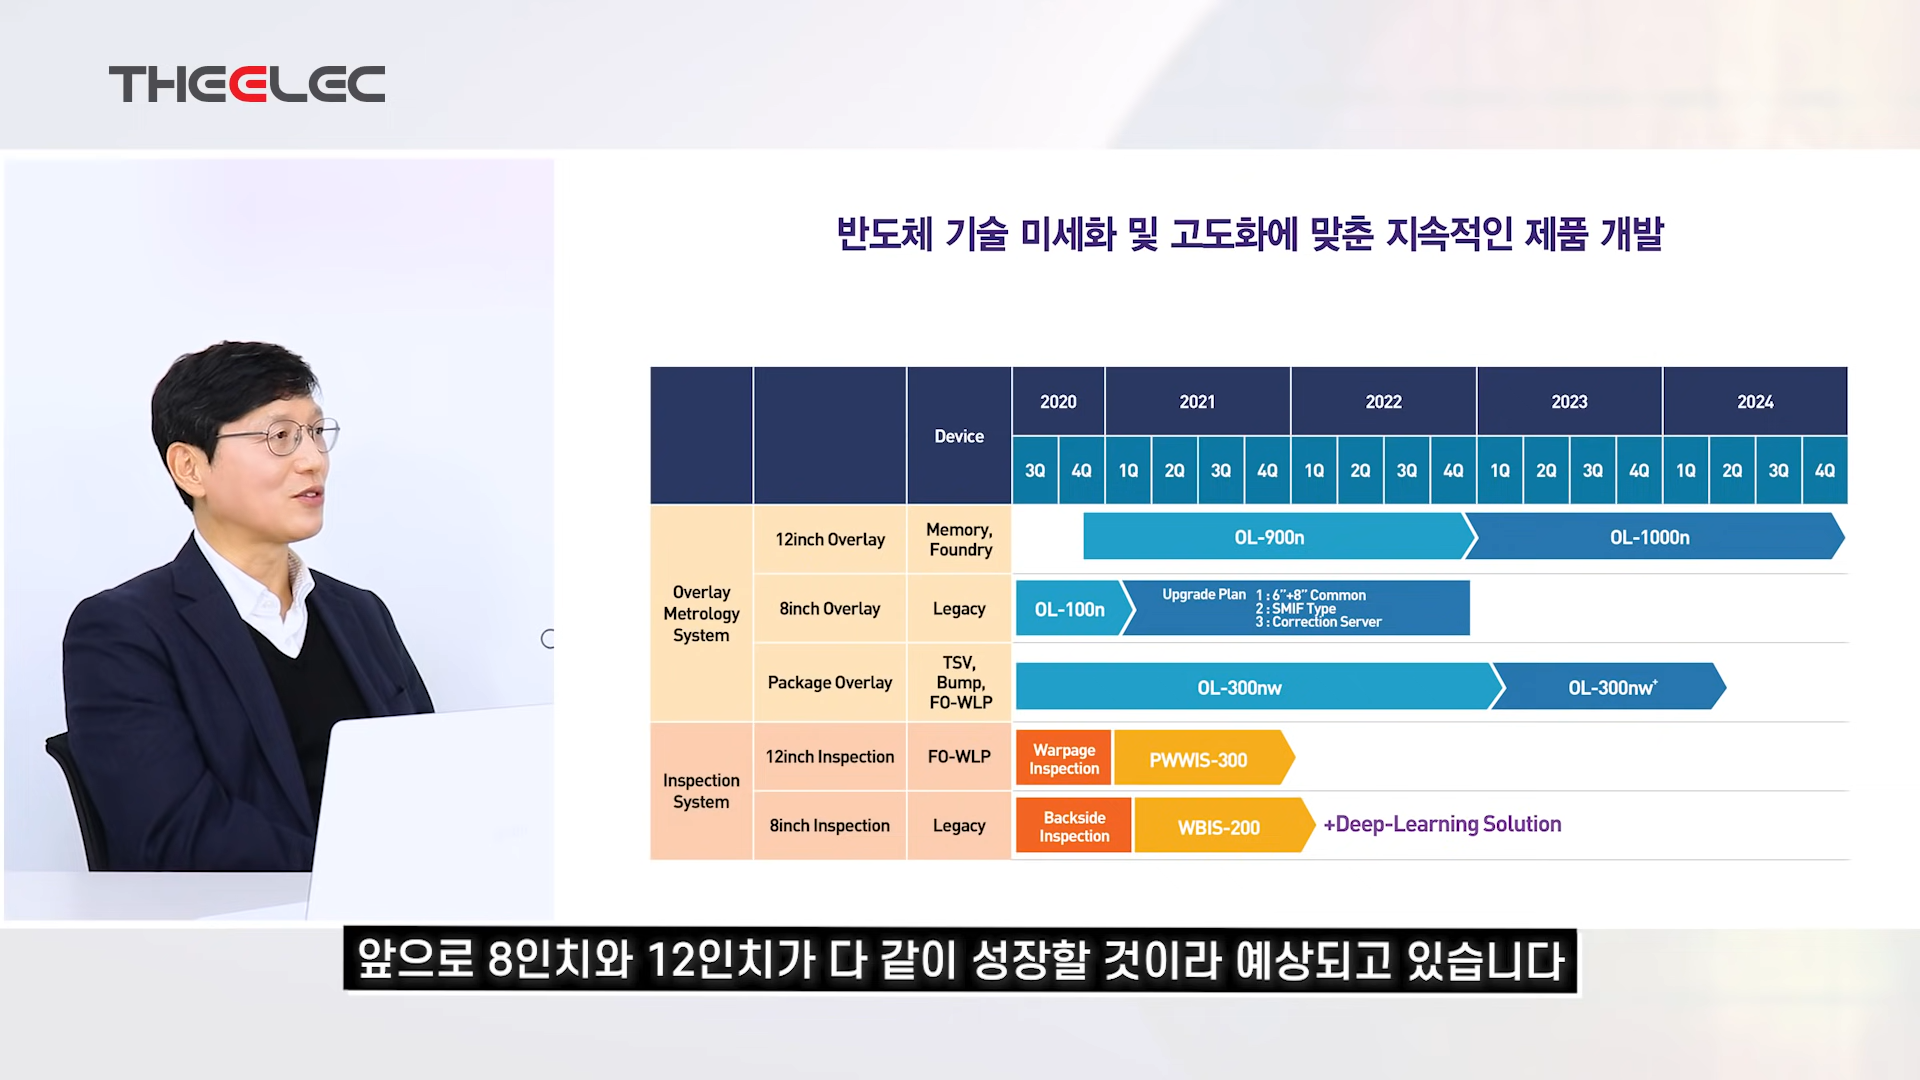 THEELEC
반도체 기술 미세화 및 고도화에 맞춘 지속적인 제품 개발
Device
2020
2021
2022
2023
2024
3Q 4Q 1Q 2Q 3Q 4Q 1Q 2Q 3Q 4Q 1Q 2Q 3Q 4Q 1Q 2Q 3Q 4Q
Overlay
Metrology
System
12inch Overlay
Memory,
Foundry
OL-900n
OL-1000n
8inch Overlay
Legacy
OL-100n
Upgrade Plan 1 : 6”+8” Common
2 : SMIF Type
3 : Correction Server
Package Overlay
TSV,
Bump,
FO-WLP
OL-300nw
OL-300nw+
Inspection
System
12inch Inspection
FO-WLP
Warpage
Inspection
PWWIS-300
8inch Inspection
Legacy
Backside
Inspection
WBIS-200
+Deep-Learning Solution
앞으로 8인치와 12인치가 다 같이 성장할 것이라 예상되고 있습니다